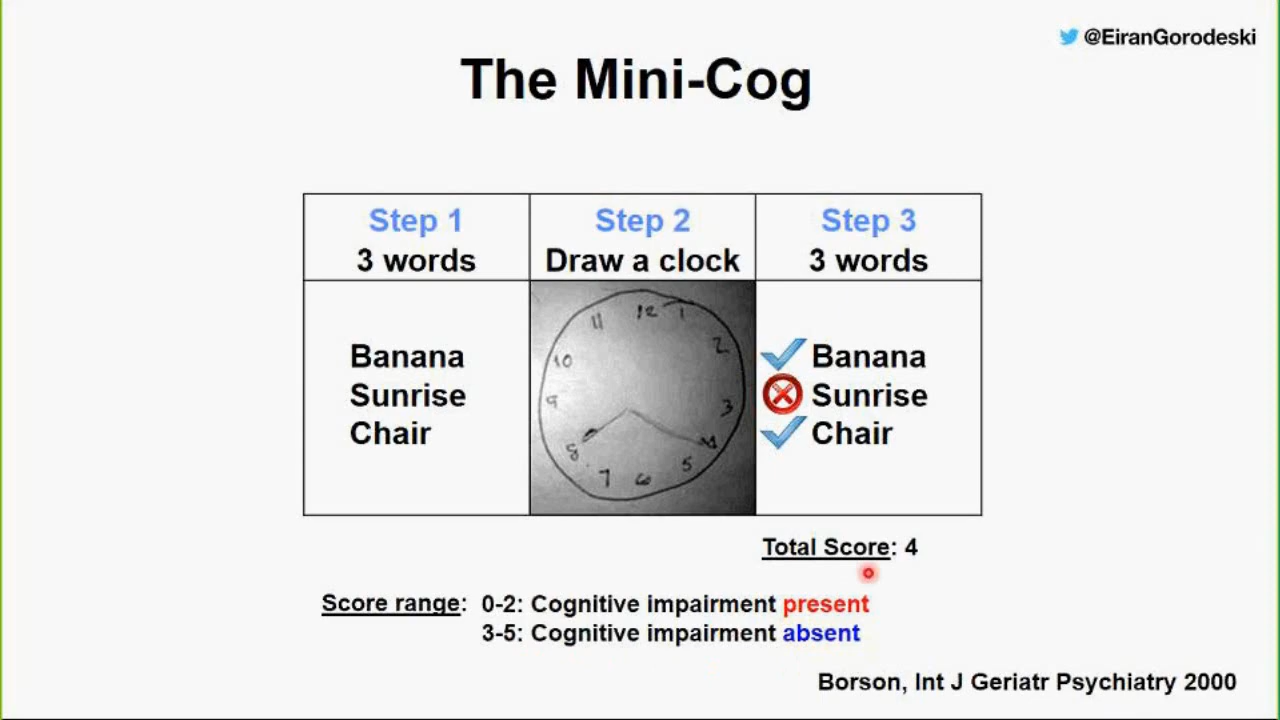 @EiranGorodeski
The Mini-Cog
Step 1
3 words
Step 2
Draw a clock
Step 3
3 words
Banana
Sunrise
Chair
12
1
2
3
4
5
6
7
8
9
10
11
Banana
Sunrise
Chair
Total Score: 4
Score range: 0-2: Cognitive impairment present
3-5: Cognitive impairment absent
Borson, Int J Geriatr Psychiatry 2000